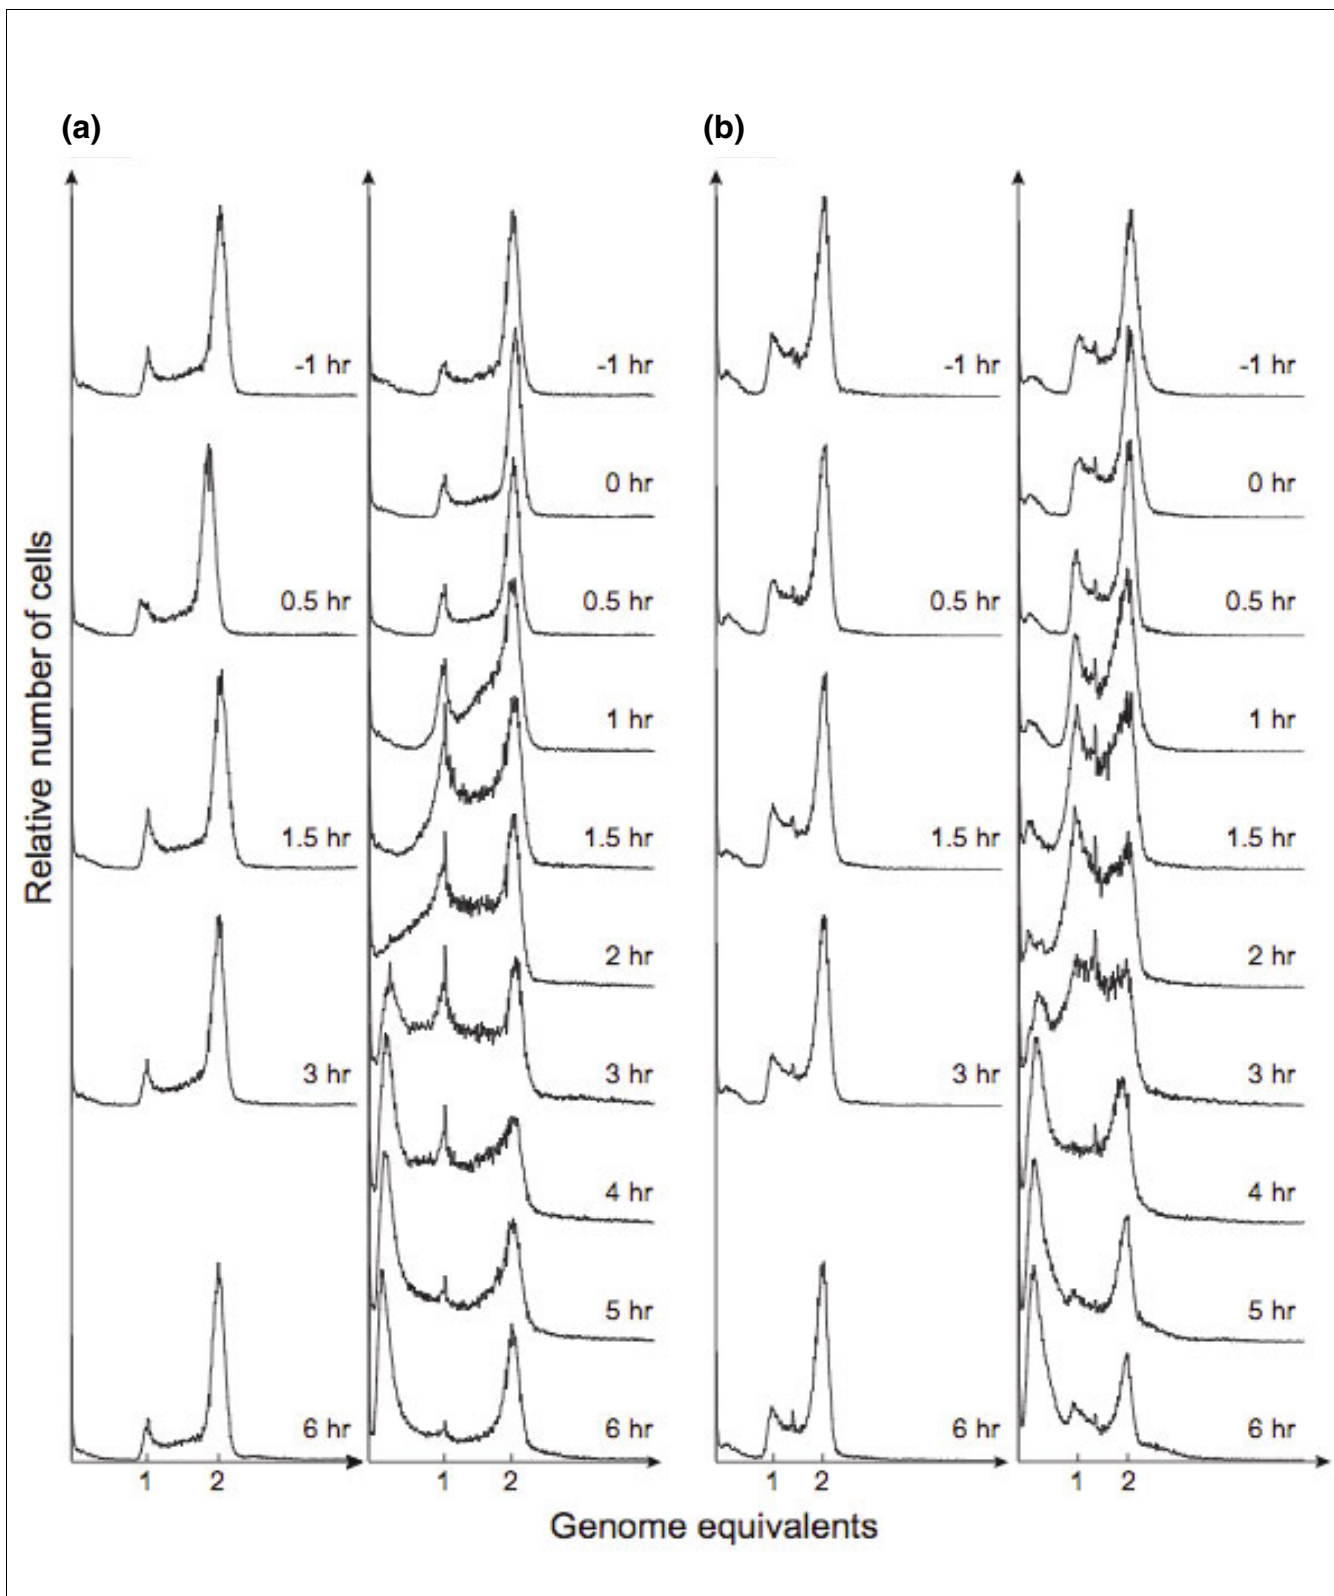 (a)
(b)
Relative number of cells
-1 hr
0.5 hr
1.5 hr
3 hr
6 hr
1 2
-1 hr
0 hr
0.5 hr
1 hr
1.5 hr
2 hr
3 hr
4 hr
5 hr
6 hr
1 2
-1 hr
0.5 hr
1.5 hr
3 hr
6 hr
1 2
-1 hr
0 hr
0.5 hr
1 hr
1.5 hr
2 hr
3 hr
4 hr
5 hr
6 hr
1 2
Genome equivalents